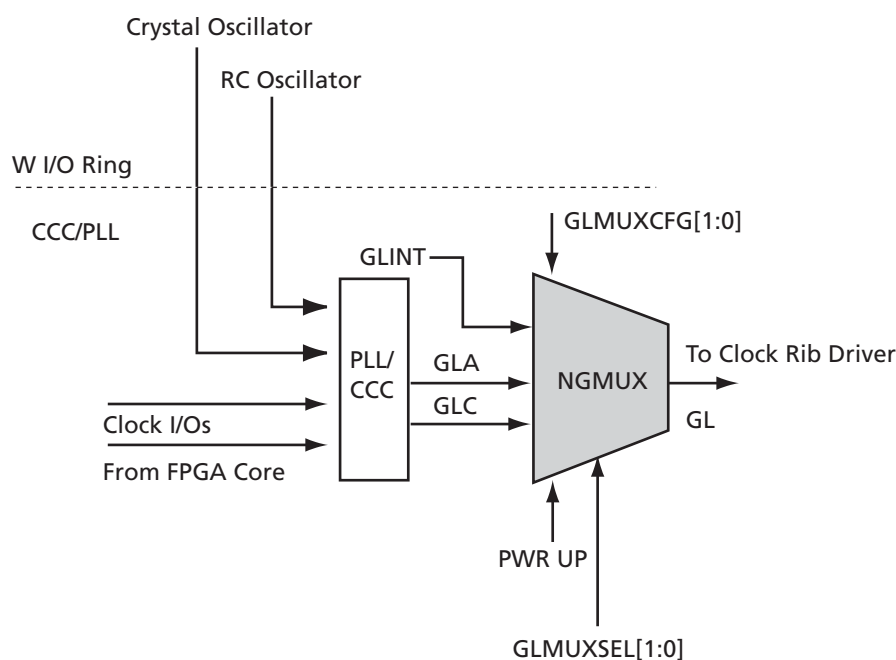 Crystal Oscillator
RC Oscillator
W I/O Ring
CCC/PLL
GLMUXCFG[1:0]
GLINT
PLL/
CCC
GLA
GLC
NGMUX
To Clock Rib Driver
GL
Clock I/Os
From FPGA Core
PWR UP
GLMUXSEL[1:0]